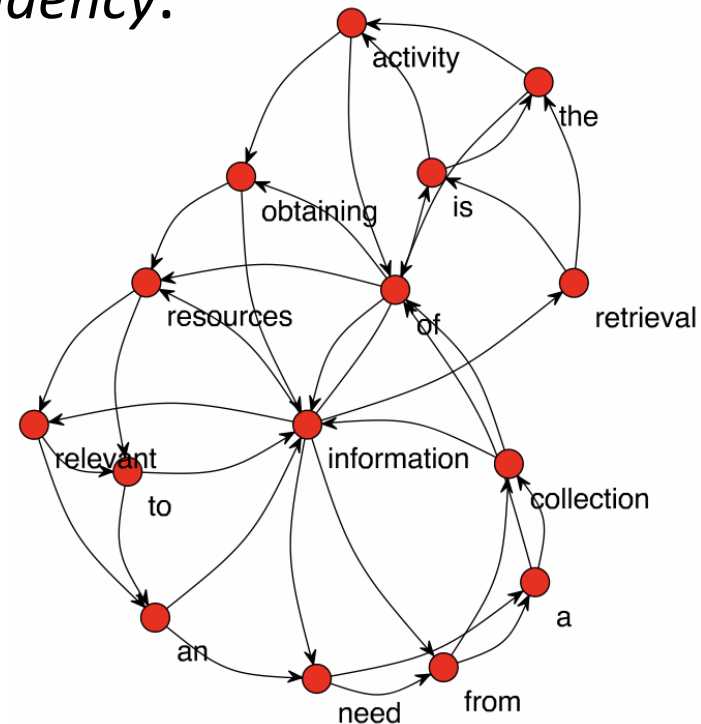 dency.
activity
the
is
obtaining
resources
of
retrieval
relevant
information
to
collection
a
an
from
need